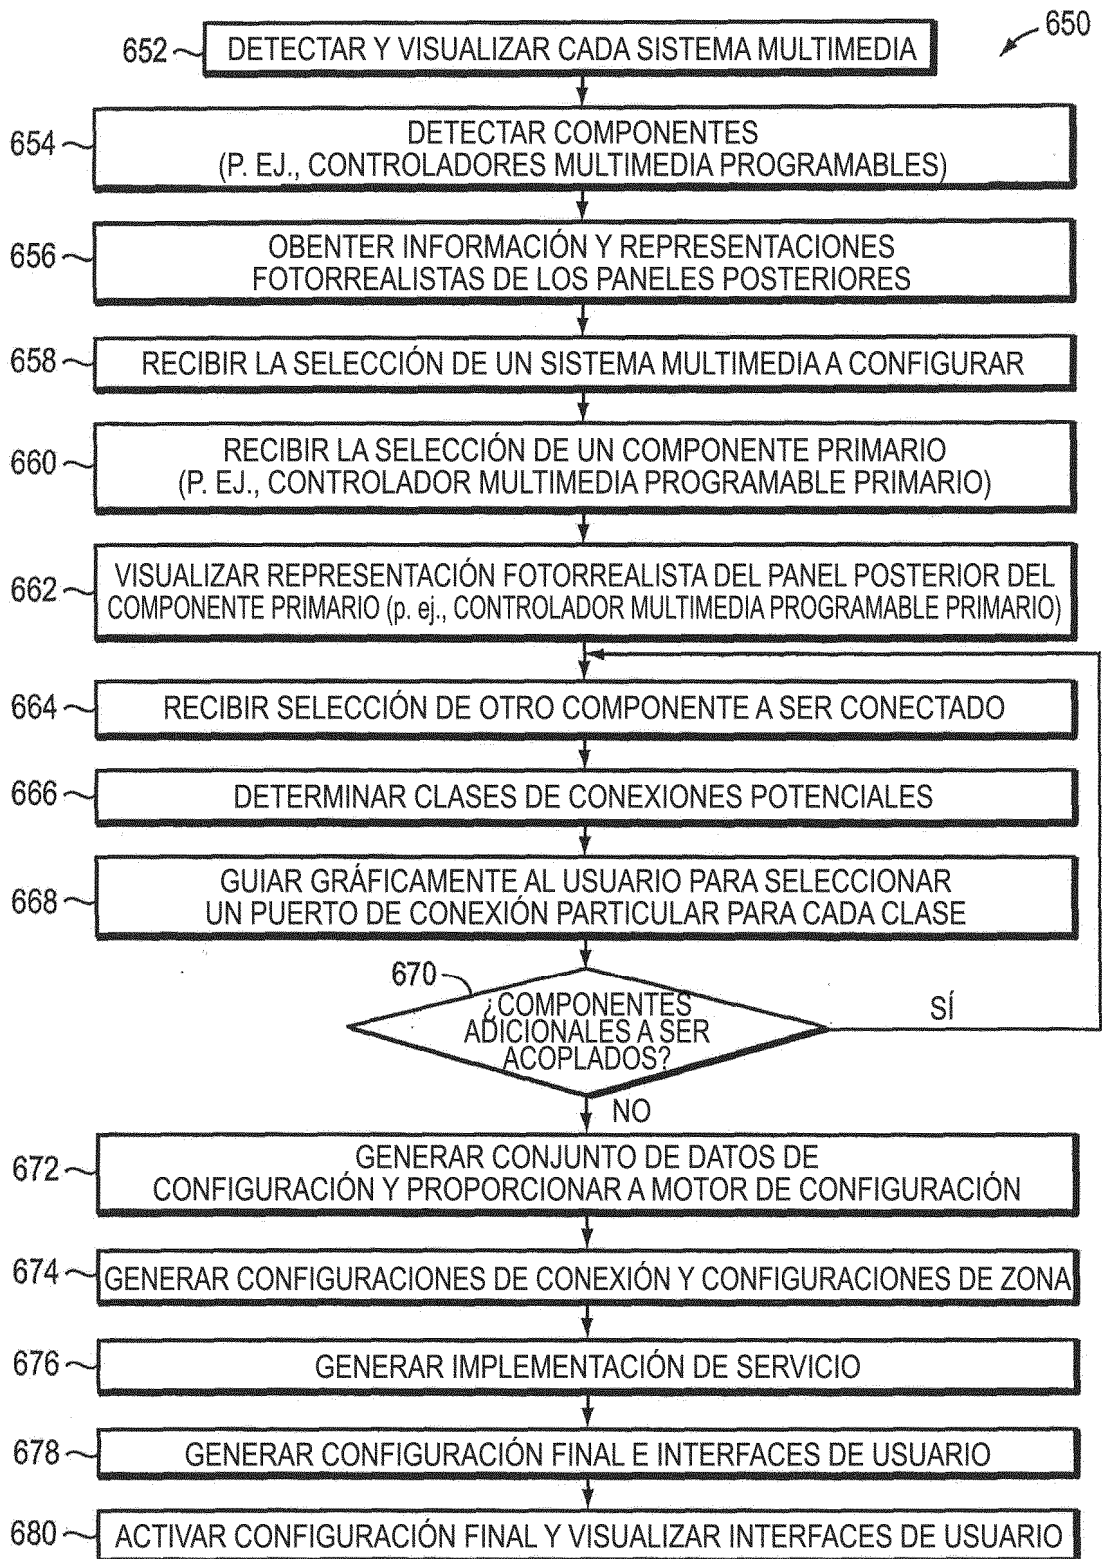 650
652 DETECTAR Y VISUALIZAR CADA SISTEMA MULTIMEDIA
654 DETECTAR COMPONENTES
(P. EJ., CONTROLADORES MULTIMEDIA PROGRAMABLES)
656 OBENTER INFORMACIÓN Y REPRESENTACIONES
FOTORREALISTAS DE LOS PANELES POSTERIORES
658 RECIBIR LA SELECCIÓN DE UN SISTEMA MULTIMEDIA A CONFIGURAR
660 RECIBIR LA SELECCIÓN DE UN COMPONENTE PRIMARIO
(P. EJ., CONTROLADOR MULTIMEDIA PROGRAMABLE PRIMARIO)
662 VISUALIZAR REPRESENTACIÓN FOTORREALISTA DEL PANEL POSTERIOR DEL
COMPONENTE PRIMARIO (p. ej., CONTROLADOR MULTIMEDIA PROGRAMABLE PRIMARIO)
664 RECIBIR SELECCIÓN DE OTRO COMPONENTE A SER CONECTADO
666 DETERMINAR CLASES DE CONEXIONES POTENCIALES
668 GUIAR GRÁFICAMENTE AL USUARIO PARA SELECCIONAR
UN PUERTO DE CONEXIÓN PARTICULAR PARA CADA CLASE
670
¿COMPONENTES
ADICIONALES A SER
ACOPLADOS?
SÍ
NO
672 GENERAR CONJUNTO DE DATOS DE
CONFIGURACIÓN Y PROPORCIONAR A MOTOR DE CONFIGURACIÓN
674 GENERAR CONFIGURACIONES DE CONEXIÓN Y CONFIGURACIONES DE ZONA
676 GENERAR IMPLEMENTACIÓN DE SERVICIO
678 GENERAR CONFIGURACIÓN FINAL E INTERFACES DE USUARIO
680 ACTIVAR CONFIGURACIÓN FINAL Y VISUALIZAR INTERFACES DE USUARIO